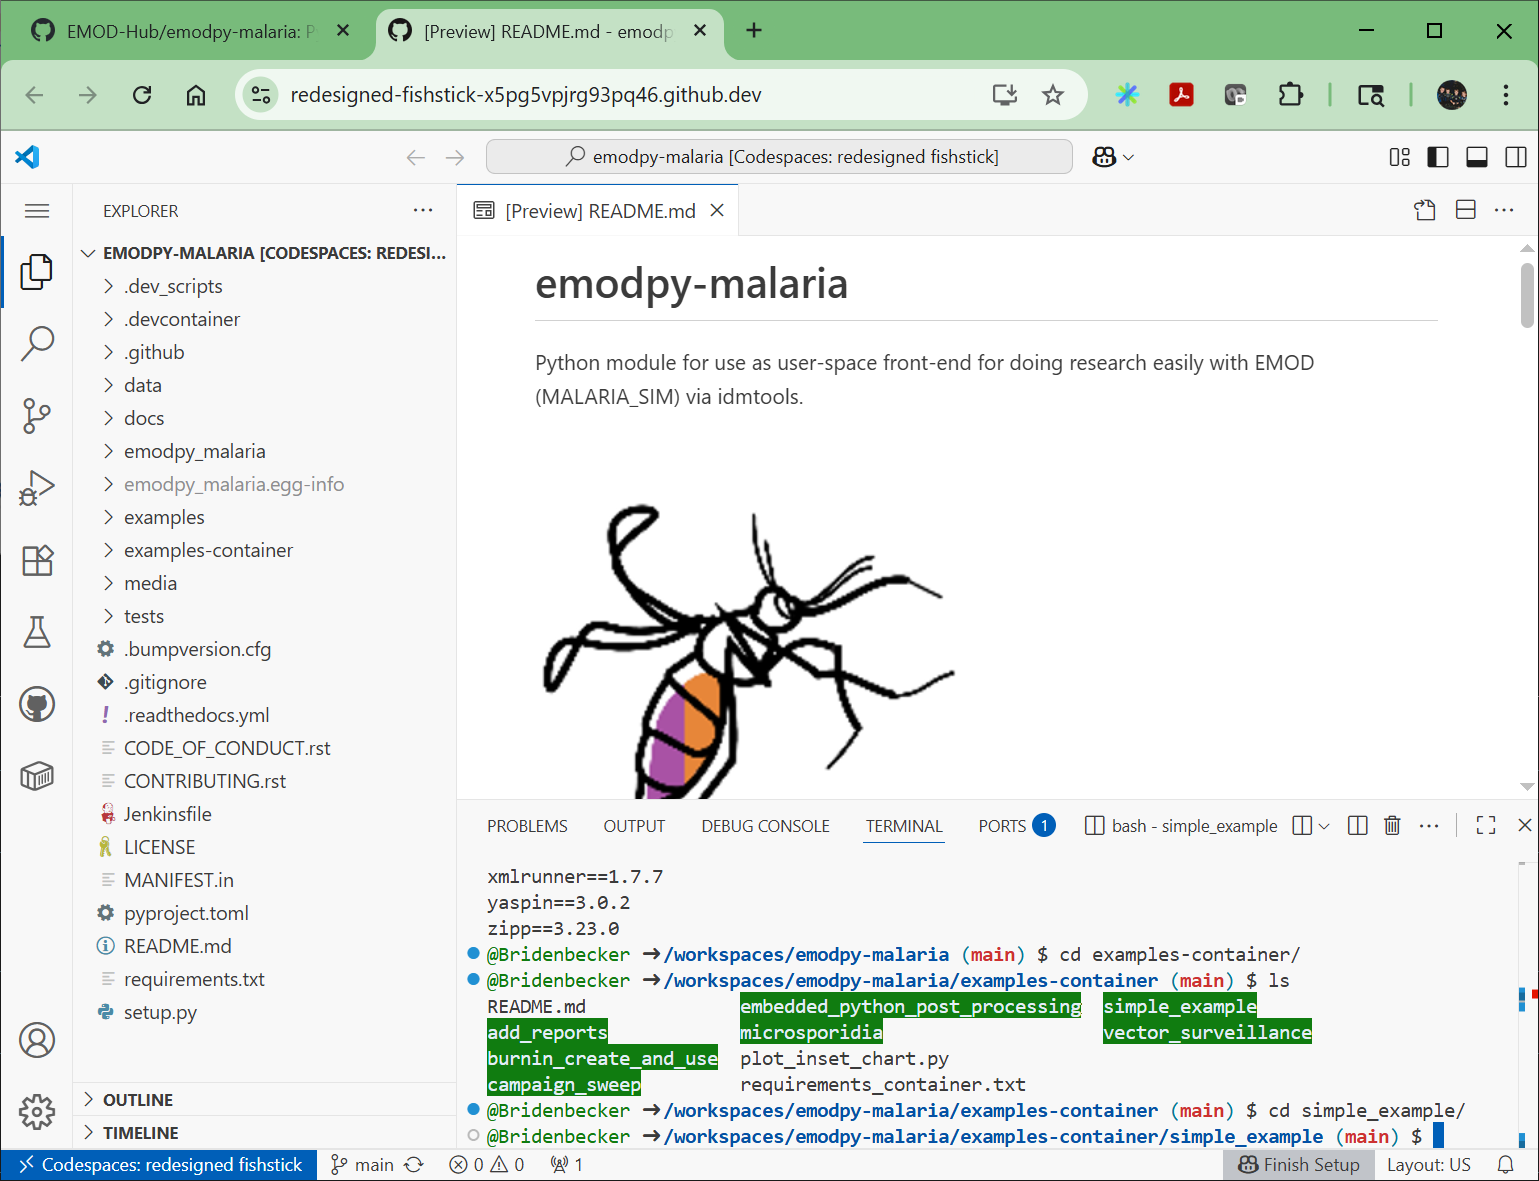 EMOD-Hub/emodpy-malaria: P
[Preview] README.md - emodp
redesigned-fishstick-x5pg5vpjrg93pq46.github.dev
emodpy-malaria [Codespaces: redesigned fishstick]
EXPLORER
EMODPY-MALARIA [CODESPACES: REDESI...
.dev_scripts
.devcontainer
.github
data
docs
emodpy_malaria
emodpy_malaria.egg-info
examples
examples-container
media
tests
.bumpversion.cfg
.gitignore
.readthedocs.yml
CODE_OF_CONDUCT.rst
CONTRIBUTING.rst
Jenkinsfile
LICENSE
MANIFEST.in
pyproject.toml
README.md
requirements.txt
setup.py
OUTLINE
TIMELINE
[Preview] README.md
emodpy-malaria
Python module for use as user-space front-end for doing research easily with EMOD
(MALARIA_SIM) via idmtools.
PROBLEMS OUTPUT DEBUG CONSOLE TERMINAL PORTS 1 bash - simple_example
xmlrunner==1.7.7
yaspin==3.0.2
zipp==3.23.0
@Bridenbecker ➜/workspaces/emodpy-malaria (main) $ cd examples-container/
@Bridenbecker ➜/workspaces/emodpy-malaria/examples-container (main) $ ls
README.md embedded_python_post_processing simple_example
add_reports microsporidia vector_surveillance
burnin_create_and_use plot_inset_chart.py
campaign_sweep requirements_container.txt
@Bridenbecker ➜/workspaces/emodpy-malaria/examples-container (main) $ cd simple_example/
@Bridenbecker ➜/workspaces/emodpy-malaria/examples-container/simple_example (main) $
Codespaces: redesigned fishstick main 0 0 1 Finish Setup Layout: US